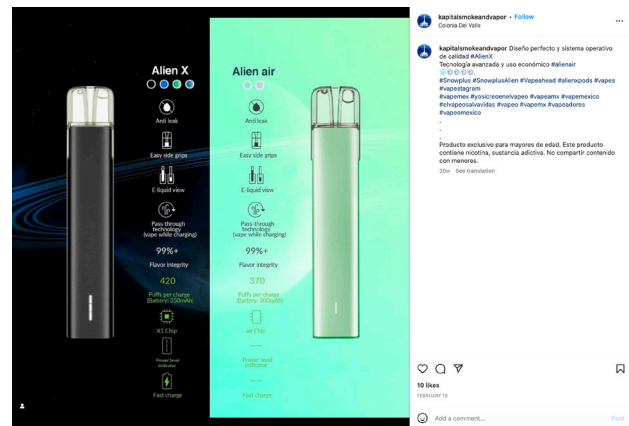 Alien X
Anti leak
Easy side grips
E-liquid view
Pass-through
technology
(vape while charging)
99%+
Flavor integrity
420
Puffs per charge
(Battery: 350mAh)
X1 Chip
Power level
indicator
Fast charge
Alien air
Anti leak
Easy side grips
E-liquid view
Pass-through
technology
(vape while charging)
99%+
Flavor integrity
370
Puffs per charge
(Battery: 300mAh)
air Chip
Power level
indicator
Fast charge
kapitalsmokeandvapor • Follow
Colonia Del Valle
kapitalsmokeandvapor Diseño perfecto y sistema operativo
de calidad #AlienX
Tecnología avanzada y uso económico #alienair
#Snowplus #SnowplusAlien #Vapeahead #alienxpods #vapes
#vapestagram
#vapemex #yosicreoenelvapeo #vapeamx #vapemexico
#elvapeosalvavidas #vapeo #vapemx #vapeadores
#vapeomexico
.
.
.
Producto exclusivo para mayores de edad. Este producto
contiene nicotina, sustancia adictiva. No compartir contenido
con menores.
39w See translation
10 likes
FEBRUARY 10
Add a comment...
Post